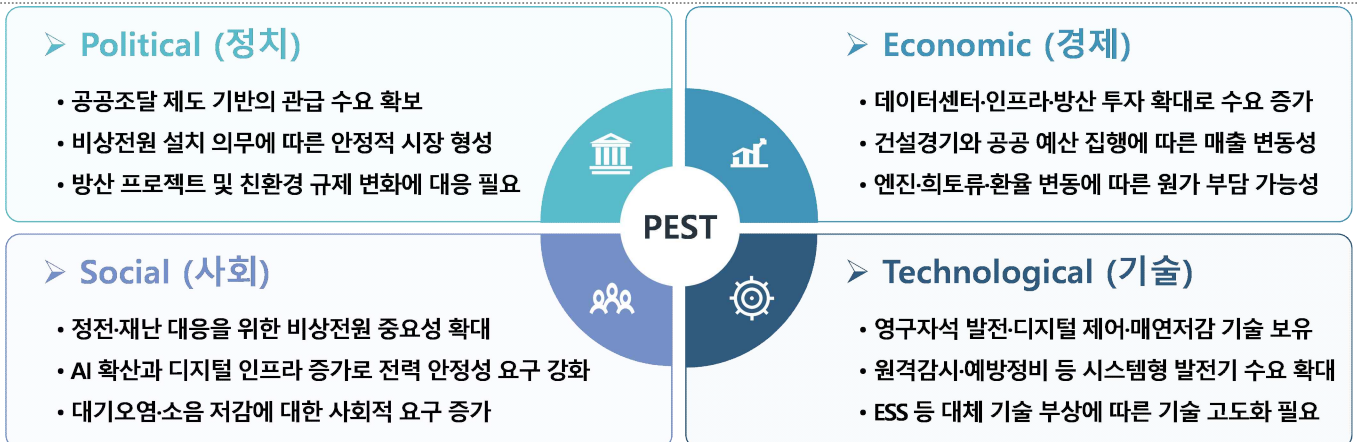 ➢ Political (정치)
• 공공조달 제도 기반의 관급 수요 확보
• 비상전원 설치 의무에 따른 안정적 시장 형성
• 방산 프로젝트 및 친환경 규제 변화에 대응 필요
➢ Economic (경제)
• 데이터센터·인프라·방산 투자 확대로 수요 증가
• 건설경기와 공공 예산 집행에 따른 매출 변동성
• 엔진·희토류·환율 변동에 따른 원가 부담 가능성
PEST
➢ Social (사회)
• 정전·재난 대응을 위한 비상전원 중요성 확대
• AI 확산과 디지털 인프라 증가로 전력 안정성 요구 강화
• 대기오염·소음 저감에 대한 사회적 요구 증가
➢ Technological (기술)
• 영구자석 발전·디지털 제어·매연저감 기술 보유
• 원격감시·예방정비 등 시스템형 발전기 수요 확대
• ESS 등 대체 기술 부상에 따른 기술 고도화 필요